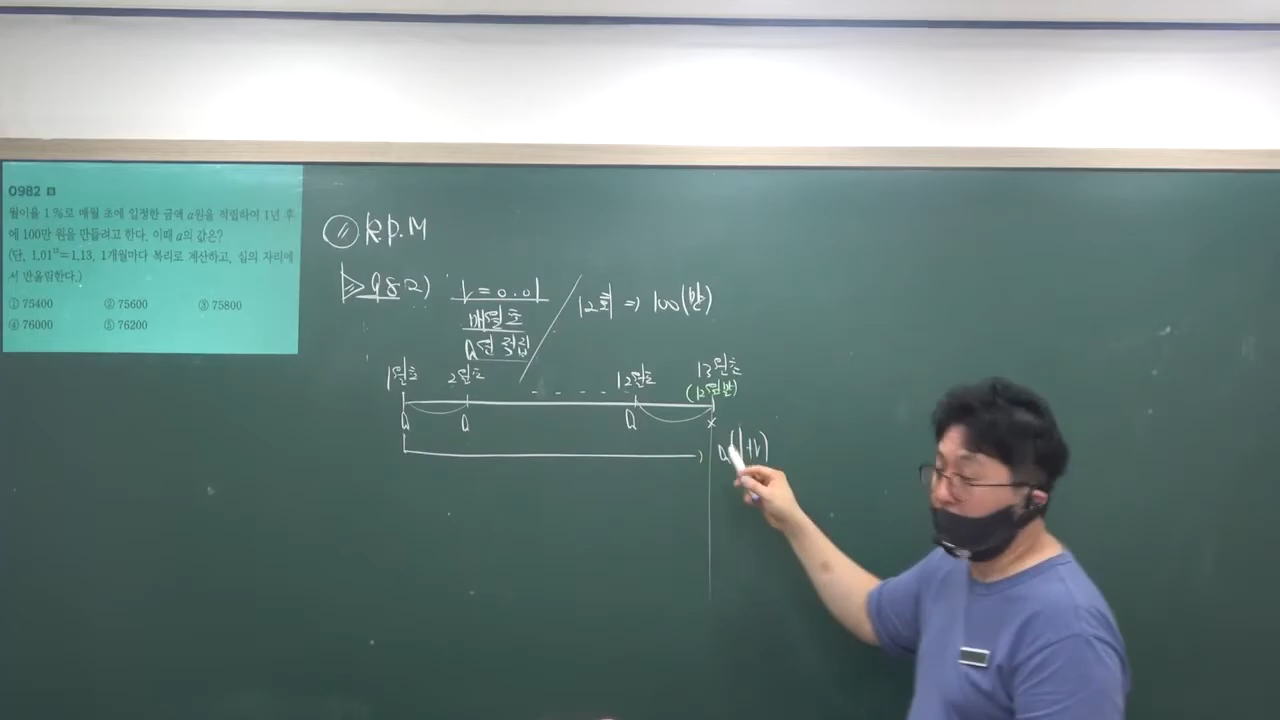 0982
월이율 1%로 매월 초에 일정한 금액 a원을 적립하여 1년 후
에 100만 원을 만들려고 한다. 이때 a의 값은?
(단, 1.01¹²=1.13, 1개월마다 복리로 계산하고, 십의 자리에
서 반올림한다.)
① 75400 ② 75600 ③ 75800
④ 76000 ⑤ 76200
R.P.M
982)
r=0.01
매월초
a원 적립
12회 ⇒ 100(만)
1월초 2월초 - - - - 12월초 13월초
(12월말)
a a a ×
a(1+r)